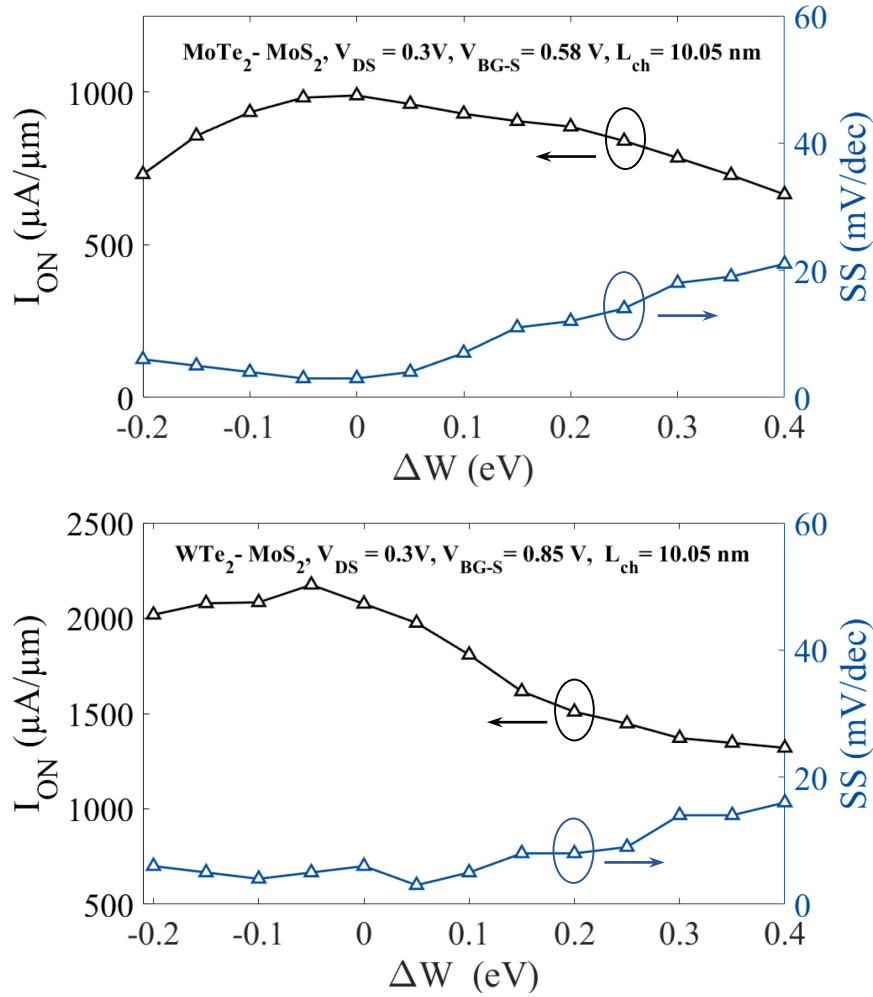 MoTe2- MoS2, VDS = 0.3V, VBG-S = 0.58 V, Lch = 10.05 nm
ION (μA/μm)
1000
500
0
SS (mV/dec)
60
40
20
0
-0.2 -0.1 0 0.1 0.2 0.3 0.4
ΔW (eV)
WTe2- MoS2, VDS = 0.3V, VBG-S = 0.85 V, Lch= 10.05 nm
ION (μA/μm)
2500
2000
1500
1000
500
SS (mV/dec)
60
40
20
0
-0.2 -0.1 0 0.1 0.2 0.3 0.4
ΔW (eV)